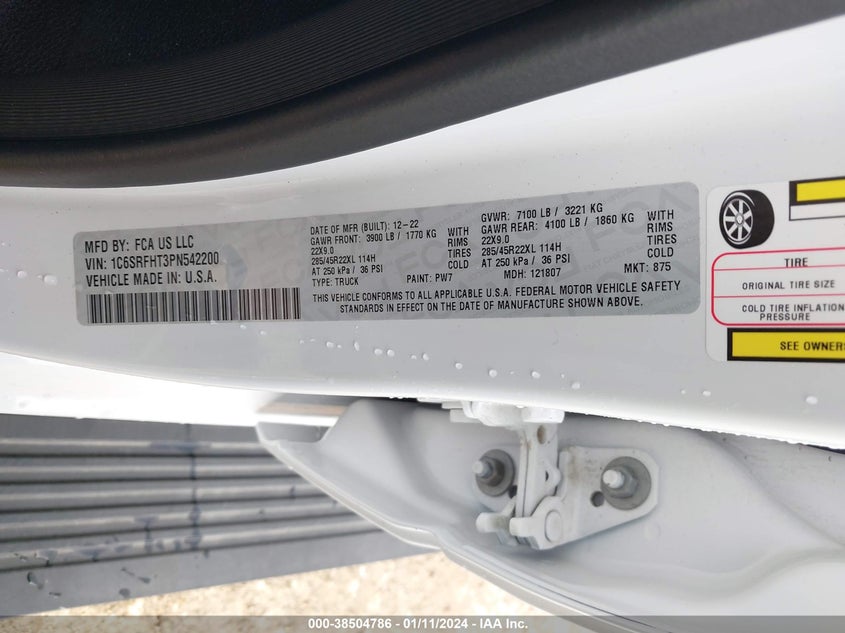 MFD BY: FCA US LLC
VIN: 1C6SRFHT3PN542200
VEHICLE MADE IN: U.S.A.
DATE OF MFR (BUILT): 12-22
GAWR FRONT: 3900 LB / 1770 KG WITH
22X9.0 RIMS
285/45R22XL 114H TIRES
AT 250 kPa / 36 PSI COLD
TYPE: TRUCK PAINT: PW7
GVWR: 7100 LB / 3221 KG
GAWR REAR: 4100 LB / 1860 KG WITH
22X9.0 RIMS
285/45R22XL 114H TIRES
AT 250 kPa / 36 PSI COLD
MDH: 121807 MKT: 875
THIS VEHICLE CONFORMS TO ALL APPLICABLE U.S.A. FEDERAL MOTOR VEHICLE SAFETY
STANDARDS IN EFFECT ON THE DATE OF MANUFACTURE SHOWN ABOVE.
TIRE
ORIGINAL TIRE SIZE
COLD TIRE INFLATION
PRESSURE
SEE OWNERS
000-38504786 - 01/11/2024 - IAA Inc.